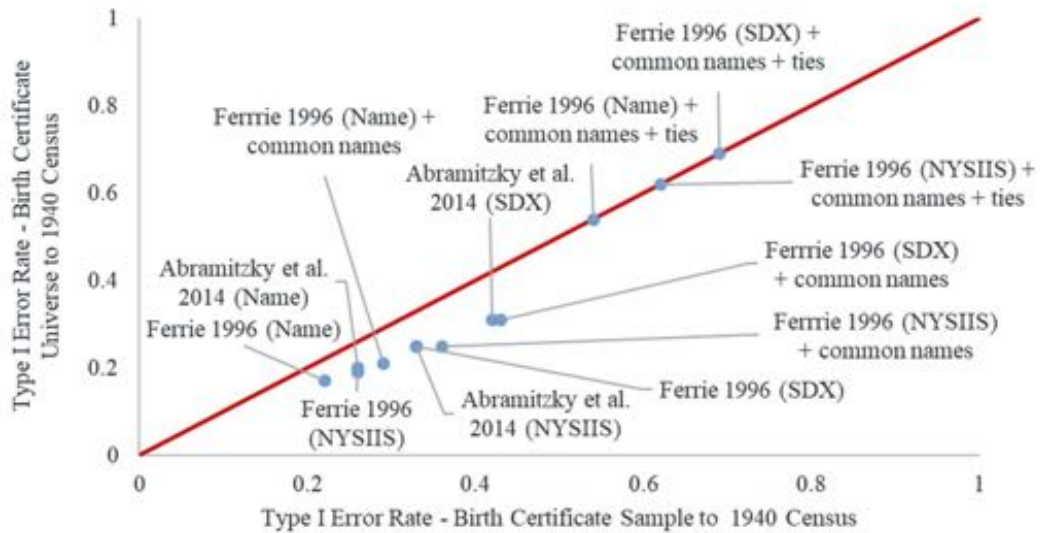 Type I Error Rate - Birth Certificate
Universe to 1940 Census
1
0.8
0.6
0.4
0.2
0
Ferrie 1996 (SDX) +
common names + ties
Ferrrie 1996 (Name) +
common names
Ferrie 1996 (Name) +
common names + ties
Abramitzky et al.
2014 (SDX)
Ferrie 1996 (NYSIIS) +
common names + ties
Ferrrie 1996 (SDX)
+ common names
Abramitzky et al.
2014 (Name)
Ferrie 1996 (Name)
Ferrrie 1996 (NYSIIS)
+ common names
Ferrie 1996 (SDX)
Ferrie 1996
(NYSIIS)
Abramitzky et al.
2014 (NYSIIS)
0
0.2
0.4
0.6
0.8
1
Type I Error Rate - Birth Certificate Sample to 1940 Census